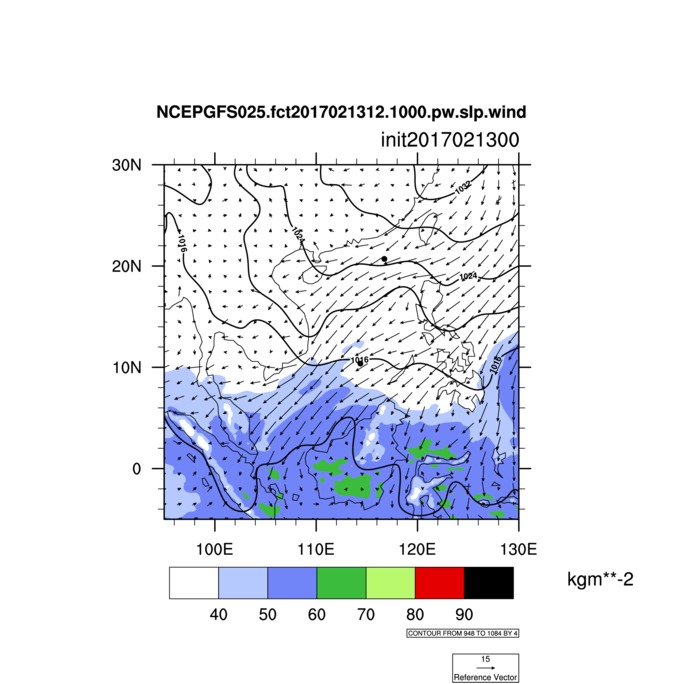 NCEPGFS025.fct2017021312.1000.pw.slp.wind
init2017021300
30N
1032
1016
1024
20N
1024
10N
1016
1016
0
100E 110E 120E 130E
kgm**-2
40 50 60 70 80 90
CONTOUR FROM 948 TO 1084 BY 4
15
Reference Vector